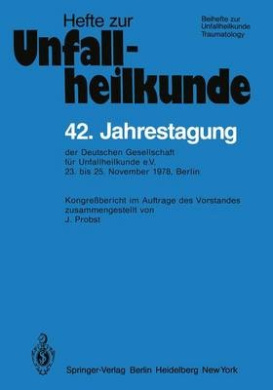 Hefte zur
Beihefte zur
Unfallheilkunde
Traumatology
Unfall-
heilkunde
42. Jahrestagung
der Deutschen Gesellschaft
für Unfallheilkunde e.V.
23. bis 25. November 1978, Berlin
Kongreßbericht im Auftrage des Vorstandes
zusammengestellt von
J. Probst
Springer-Verlag Berlin Heidelberg New York